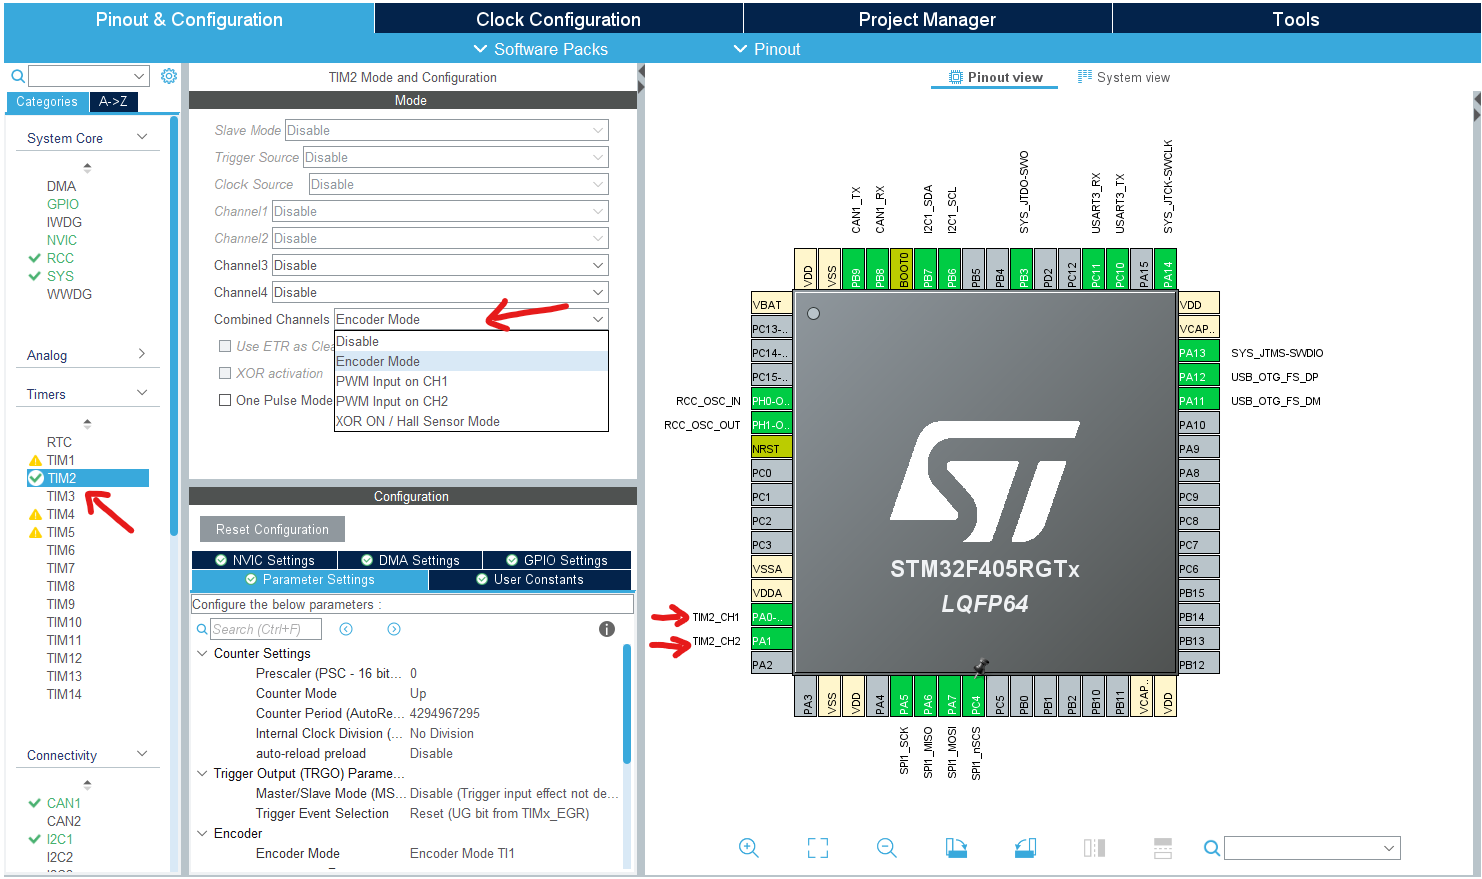 Pinout & Configuration
Clock Configuration
Project Manager
Tools
Software Packs
Pinout
Categories
A->Z
System Core
DMA
GPIO
IWDG
NVIC
RCC
SYS
WWDG
Analog
Timers
RTC
TIM1
TIM2
TIM3
TIM4
TIM5
TIM6
TIM7
TIM8
TIM9
TIM10
TIM11
TIM12
TIM13
TIM14
Connectivity
CAN1
CAN2
I2C1
I2C2
TIM2 Mode and Configuration
Mode
Slave Mode Disable
Trigger Source Disable
Clock Source Disable
Channel1 Disable
Channel2 Disable
Channel3 Disable
Channel4 Disable
Combined Channels Encoder Mode
Disable
Encoder Mode
PWM Input on CH1
PWM Input on CH2
XOR ON / Hall Sensor Mode
Use ETR as Clea
XOR activation
One Pulse Mode
Configuration
Reset Configuration
NVIC Settings
DMA Settings
GPIO Settings
Parameter Settings
User Constants
Configure the below parameters :
Search (Ctrl+F)
Counter Settings
Prescaler (PSC - 16 bit... 0
Counter Mode Up
Counter Period (AutoRe... 4294967295
Internal Clock Division (... No Division
auto-reload preload Disable
Trigger Output (TRGO) Parame...
Master/Slave Mode (MS... Disable (Trigger input effect not de...
Trigger Event Selection Reset (UG bit from TIMx_EGR)
Encoder
Encoder Mode Encoder Mode TI1
Pinout view
System view
CAN1_TX
CAN1_RX
I2C1_SDA
I2C1_SCL
SYS_JTDO-SWO
USART3_RX
USART3_TX
SYS_JTCK-SWCLK
VDD
VSS
PB9
PB8
BOOT0
PB7
PB6
PB5
PB4
PB3
PD2
PC12
PC11
PC10
PA15
PA14
VBAT
PC13-..
PC14-..
PC15-..
RCC_OSC_IN PH0-O..
RCC_OSC_OUT PH1-O..
NRST
PC0
PC1
PC2
PC3
VSSA
VDDA
TIM2_CH1 PA0-..
TIM2_CH2 PA1
PA2
STM32F405RGTx
LQFP64
VDD
VCAP..
PA13 SYS_JTMS-SWDIO
PA12 USB_OTG_FS_DP
PA11 USB_OTG_FS_DM
PA10
PA9
PA8
PC9
PC8
PC7
PC6
PB15
PB14
PB13
PB12
PA3
VSS
VDD
PA4
PA5
PA6
PA7
PC4
PC5
PB0
PB1
PB2
PB10
PB11
VCAP..
VDD
SPI1_SCK
SPI1_MISO
SPI1_MOSI
SPI1_nSCS